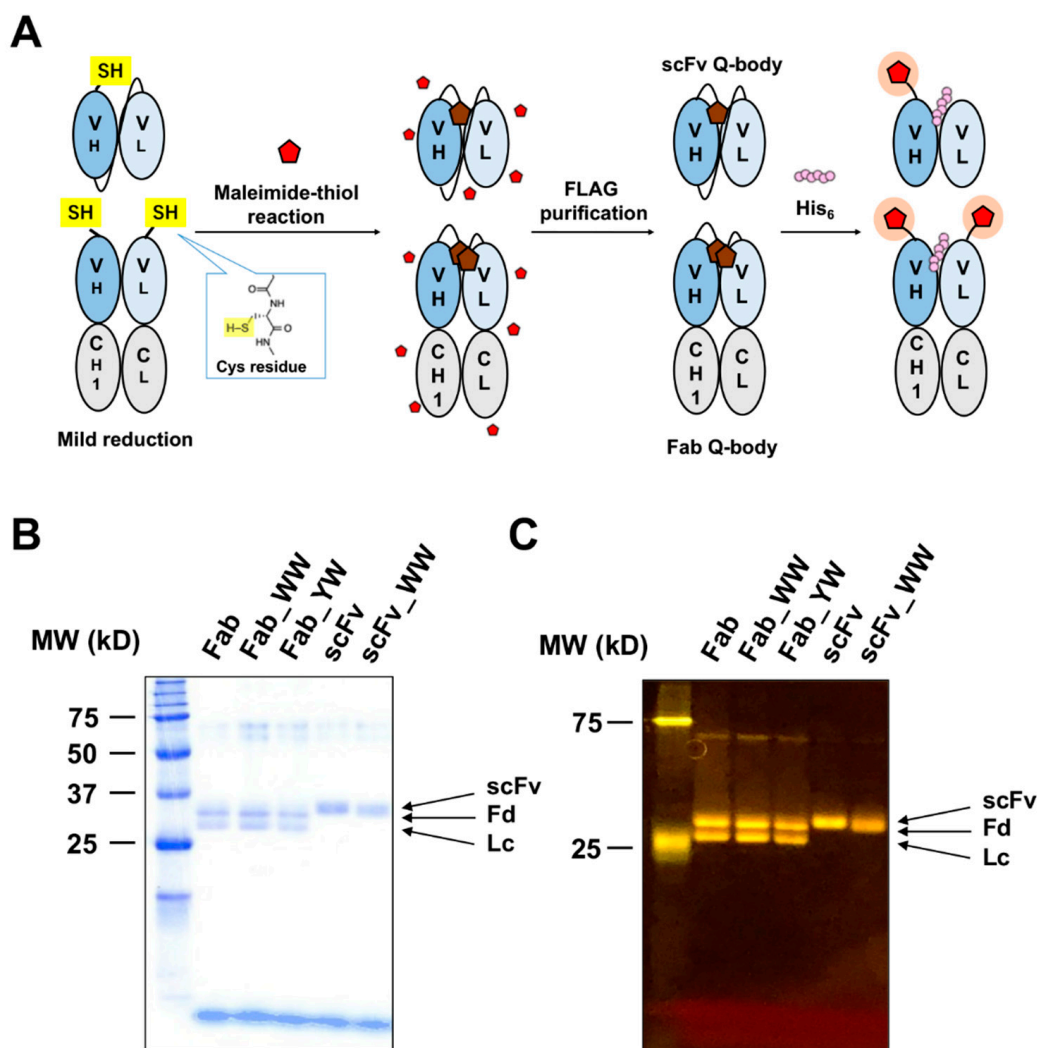 A
SH
V
H
V
L
SH
SH
V
H
V
L
C
H
1
C
L
Mild reduction
Maleimide-thiol
reaction
O
NH
H–S
O
HN
Cys residue
V
H
V
L
V
H
V
L
C
H
1
C
L
FLAG
purification
scFv Q-body
V
H
V
L
V
H
V
L
C
H
1
C
L
Fab Q-body
His6
V
H
V
L
V
H
V
L
C
H
1
C
L
B
MW (kD)
Fab
Fab_WW
Fab_YW
scFv
scFv_WW
75
50
37
25
scFv
Fd
Lc
C
MW (kD)
Fab
Fab_WW
Fab_YW
scFv
scFv_WW
75
25
scFv
Fd
Lc